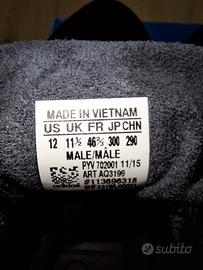 MADE IN VIETNAM
US UK FR JP CHN
12 11½ 46⅔ 300 290
MALE/MÂLE
PYV 702001 11/15
ART AQ3199
#113696318
subito